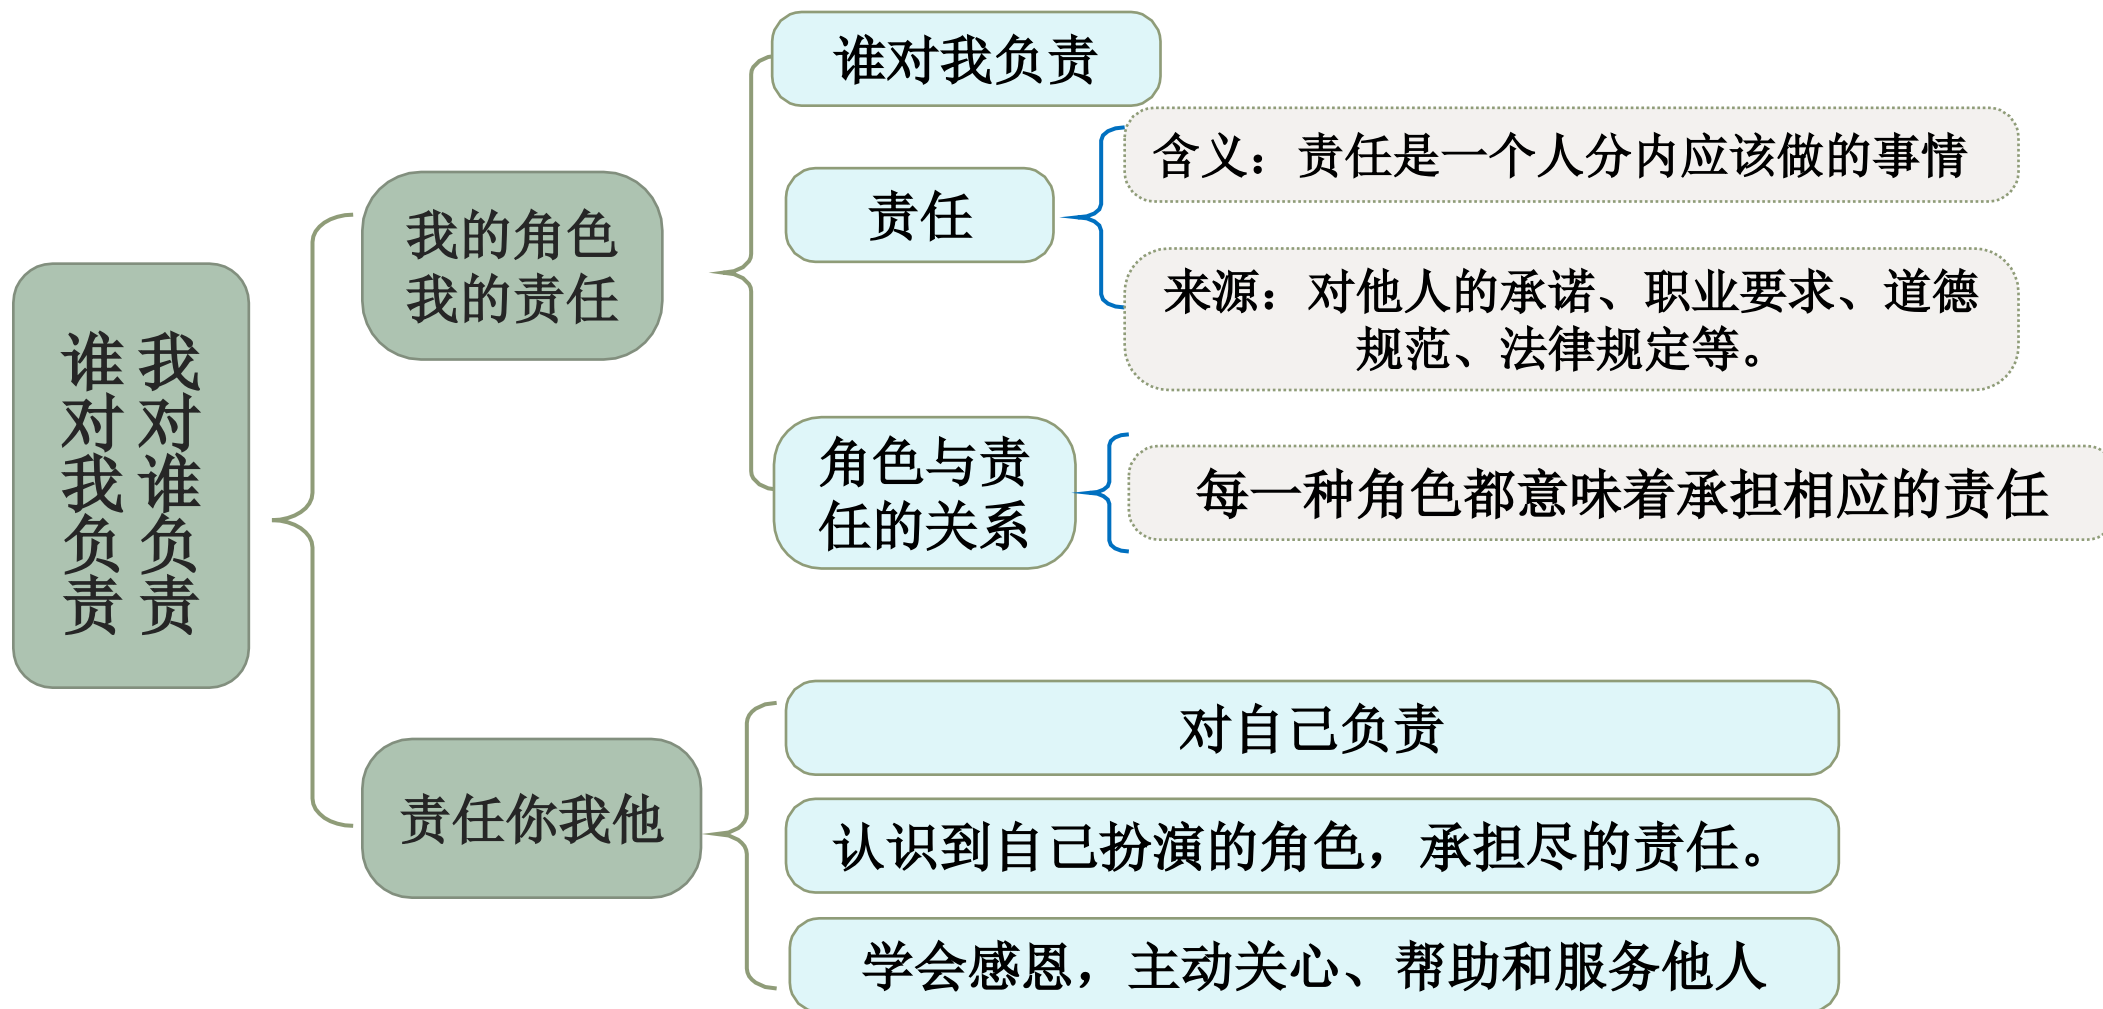 我对谁负责
谁对我负责
我的角色
我的责任
谁对我负责
责任
含义：责任是一个人分内应该做的事情
来源：对他人的承诺、职业要求、道德
规范、法律规定等。
角色与责
任的关系
每一种角色都意味着承担相应的责任
责任你我他
对自己负责
认识到自己扮演的角色，承担尽的责任。
学会感恩，主动关心、帮助和服务他人